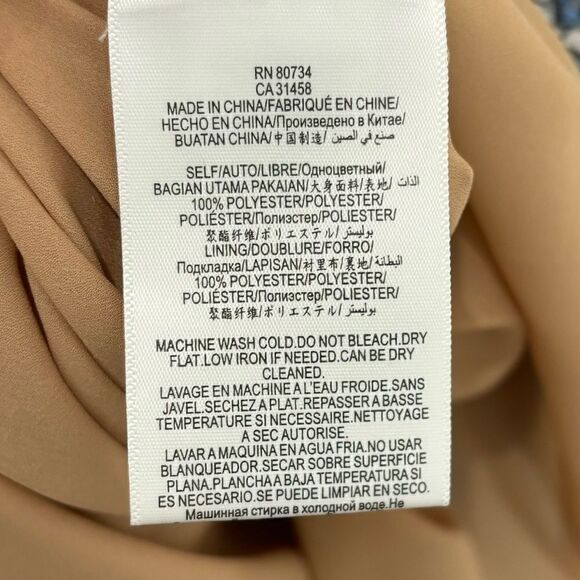 RN 80734
CA 31458
MADE IN CHINA/FABRIQUÉ EN CHINE/
HECHO EN CHINA/Произведено в Китае/
BUATAN CHINA/中国制造/ صنع في الصين/
SELF/AUTO/LIBRE/Одноцветный/
BAGIAN UTAMA PAKAIAN/大身面料/表地/ الذات/
100% POLYESTER/POLYESTER/
POLIÉSTER/Полиэстер/POLIESTER/
聚酯纤维/ポリエステル/ بوليستر/
LINING/DOUBLURE/FORRO/
Подкладка/LAPISAN/衬里布/裏地/ البطانة/
100% POLYESTER/POLYESTER/
POLIÉSTER/Полиэстер/POLIESTER/
聚酯纤维/ポリエステル/ بوليستر/
MACHINE WASH COLD.DO NOT BLEACH.DRY
FLAT.LOW IRON IF NEEDED.CAN BE DRY
CLEANED.
LAVAGE EN MACHINE A L'EAU FROIDE.SANS
JAVEL.SECHEZ A PLAT.REPASSER A BASSE
TEMPERATURE SI NECESSAIRE.NETTOYAGE
A SEC AUTORISE.
LAVAR A MAQUINA EN AGUA FRIA.NO USAR
BLANQUEADOR.SECAR SOBRE SUPERFICIE
PLANA.PLANCHA A BAJA TEMPERATURA SI
ES NECESARIO.SE PUEDE LIMPIAR EN SECO.
Машинная стирка в холодной воде.Не